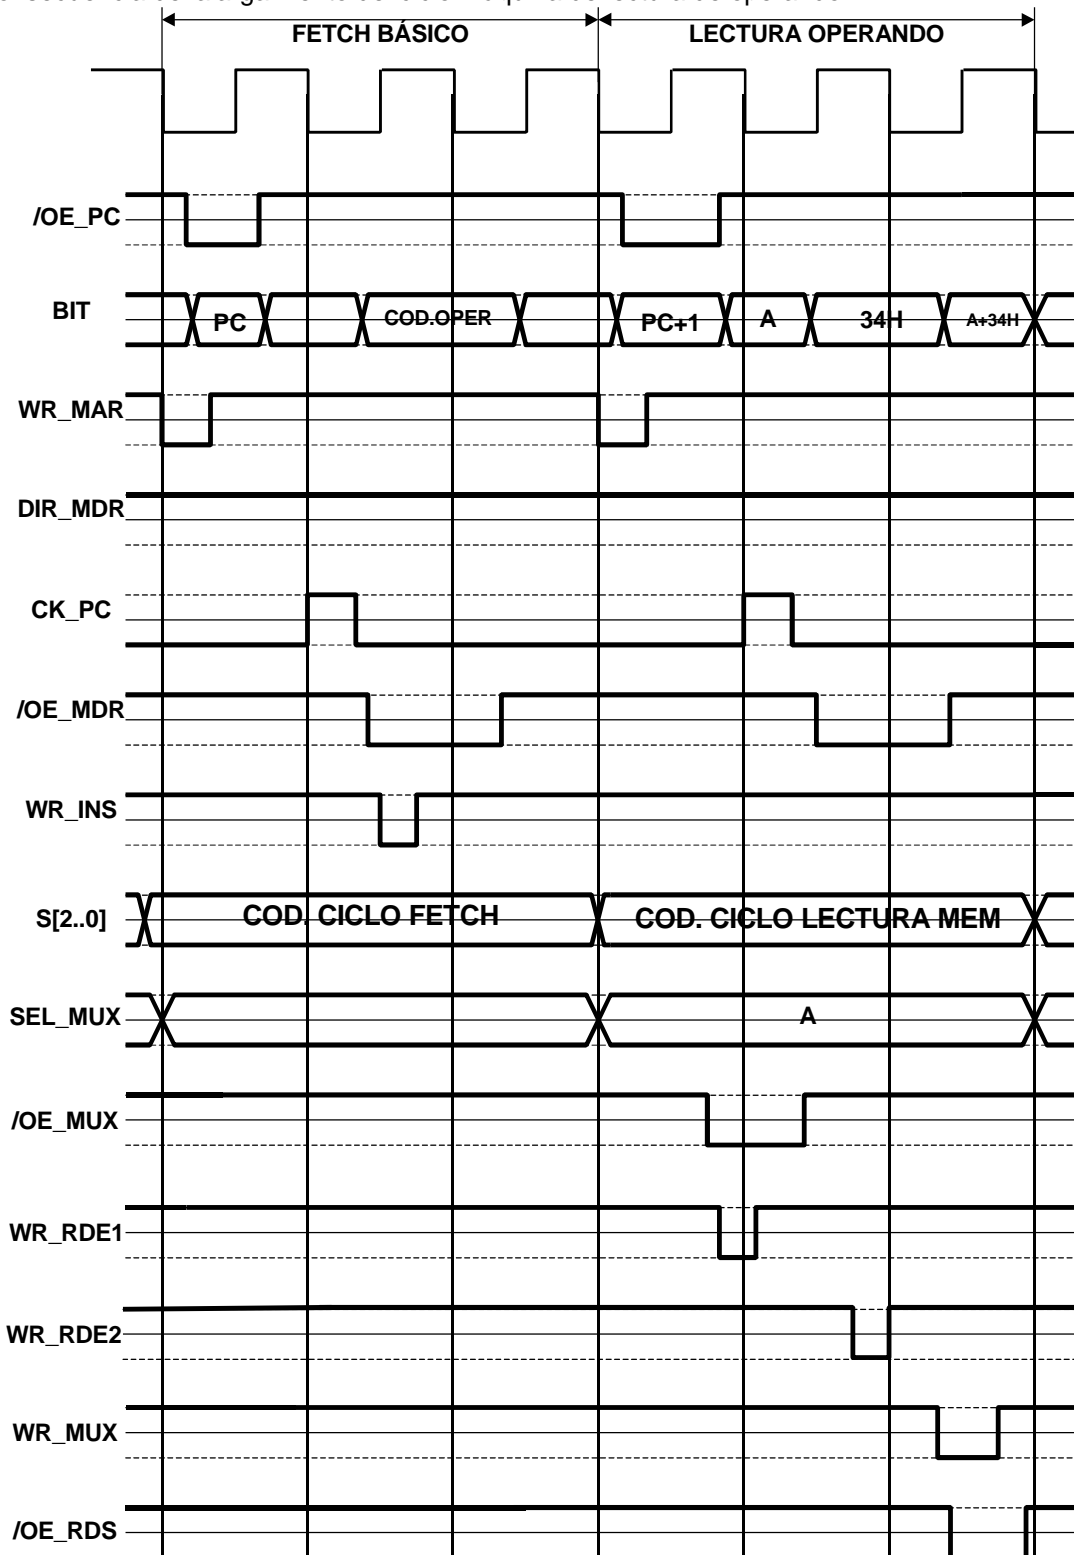 FETCH BÁSICO LECTURA OPERANDO
/OE_PC
BIT PC COD.OPER PC+1 A 34H A+34H
WR_MAR
DIR_MDR
CK_PC
/OE_MDR
WR_INS
S[2..0] COD. CICLO FETCH COD. CICLO LECTURA MEM
SEL_MUX A
/OE_MUX
WR_RDE1
WR_RDE2
WR_MUX
/OE_RDS